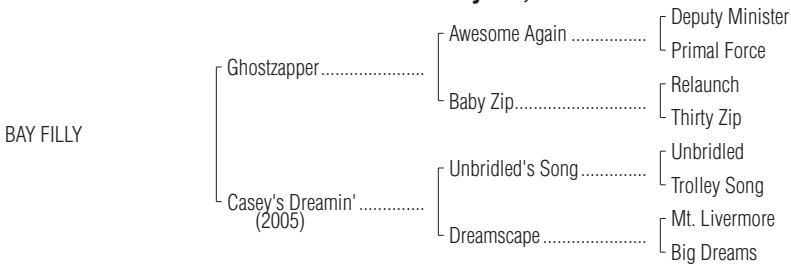 Deputy Minister
Awesome Again ................
Primal Force
Ghostzapper......................
Relaunch
Baby Zip............................
Thirty Zip
BAY FILLY
Unbridled
Unbridled's Song..............
Trolley Song
Casey's Dreamin' ..............
(2005)
Mt. Livermore
Dreamscape......................
Big Dreams